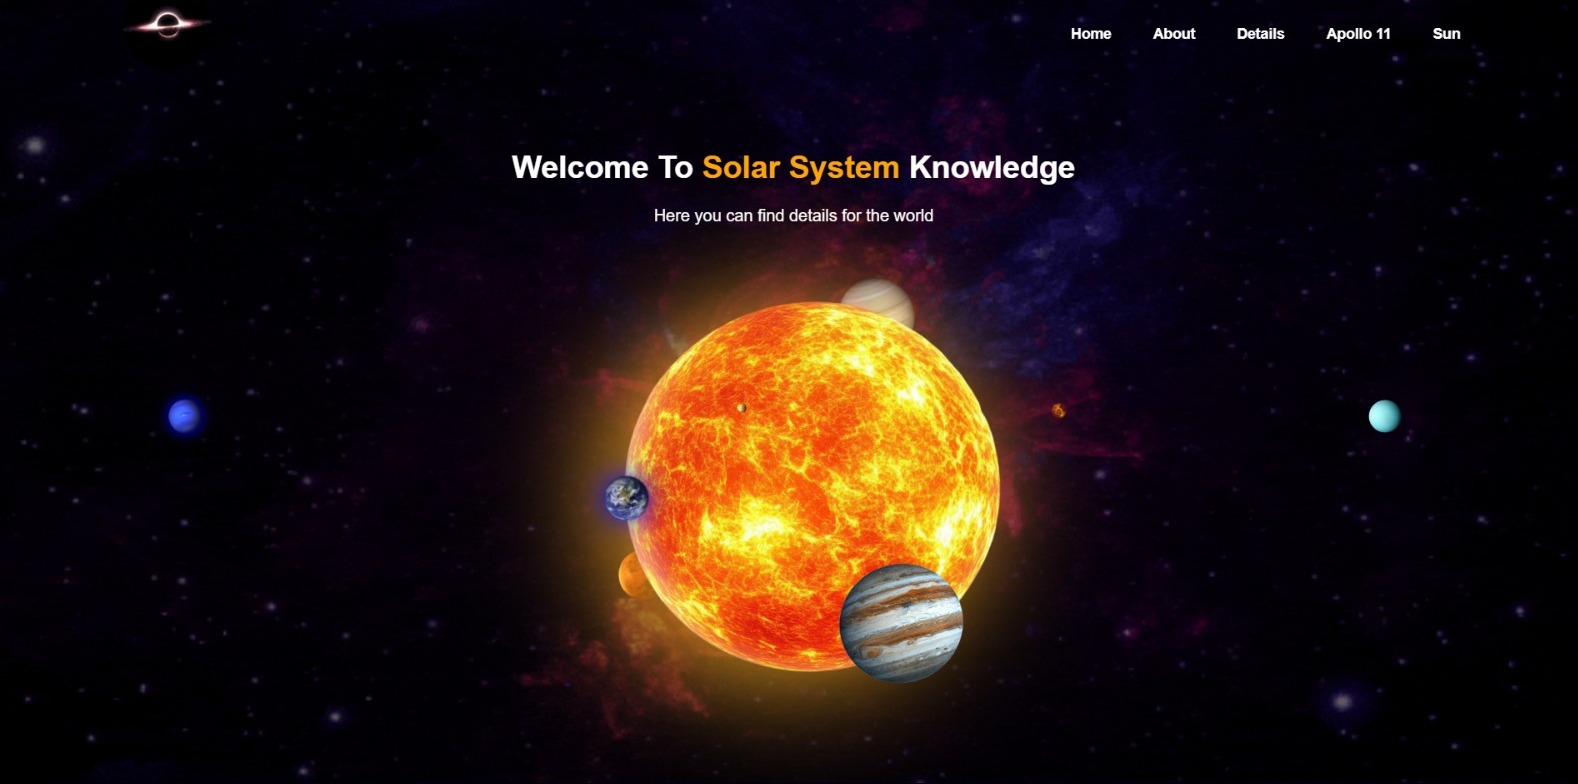 Home About Details Apollo 11 Sun
Welcome To Solar System Knowledge
Here you can find details for the world